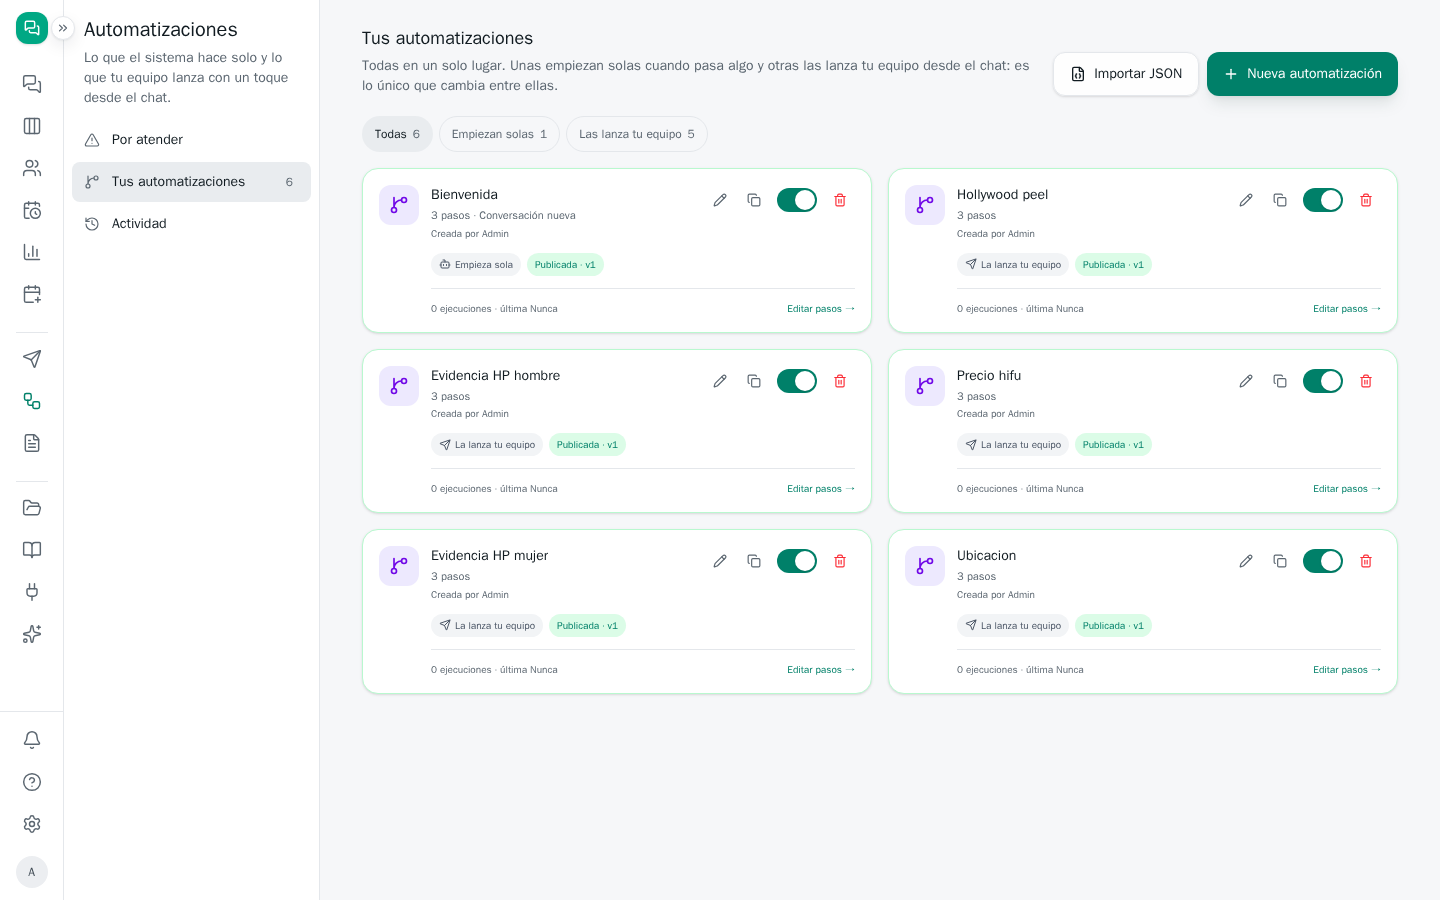 Automatizaciones
Lo que el sistema hace solo y lo
que tu equipo lanza con un toque
desde el chat.
Por atender
Tus automatizaciones 6
Actividad
A
Tus automatizaciones
Todas en un solo lugar. Unas empiezan solas cuando pasa algo y otras las lanza tu equipo desde el chat: es
lo único que cambia entre ellas.
Importar JSON
Nueva automatización
Todas 6
Empiezan solas 1
Las lanza tu equipo 5
Bienvenida
3 pasos · Conversación nueva
Creada por Admin
Empieza sola
Publicada · v1
0 ejecuciones · última Nunca
Editar pasos →
Hollywood peel
3 pasos
Creada por Admin
La lanza tu equipo
Publicada · v1
0 ejecuciones · última Nunca
Editar pasos →
Evidencia HP hombre
3 pasos
Creada por Admin
La lanza tu equipo
Publicada · v1
0 ejecuciones · última Nunca
Editar pasos →
Precio hifu
3 pasos
Creada por Admin
La lanza tu equipo
Publicada · v1
0 ejecuciones · última Nunca
Editar pasos →
Evidencia HP mujer
3 pasos
Creada por Admin
La lanza tu equipo
Publicada · v1
0 ejecuciones · última Nunca
Editar pasos →
Ubicacion
3 pasos
Creada por Admin
La lanza tu equipo
Publicada · v1
0 ejecuciones · última Nunca
Editar pasos →